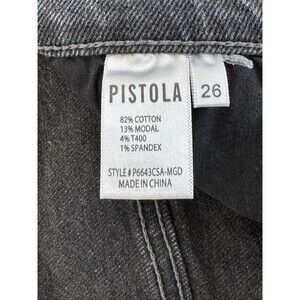 PISTOLA
26
82% COTTON
13% MODAL
4% T400
1% SPANDEX
STYLE # P6643CSA-MGD
MADE IN CHINA